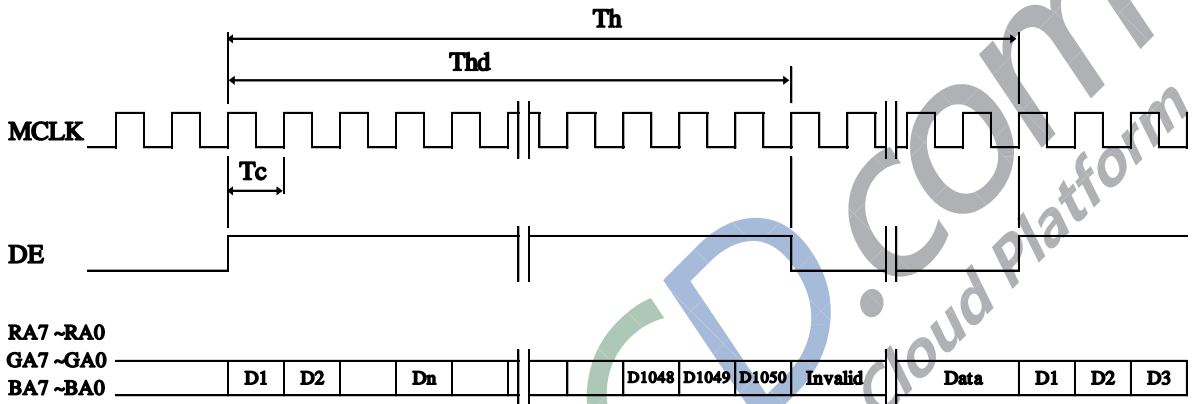 Th
Thd
MCLK
Tc
DE
RA7 ~RA0
GA7 ~GA0
BA7 ~BA0
D1 D2 Dn D1048 D1049 D1050 Invalid Data D1 D2 D3
CD.com
Cloud Platform